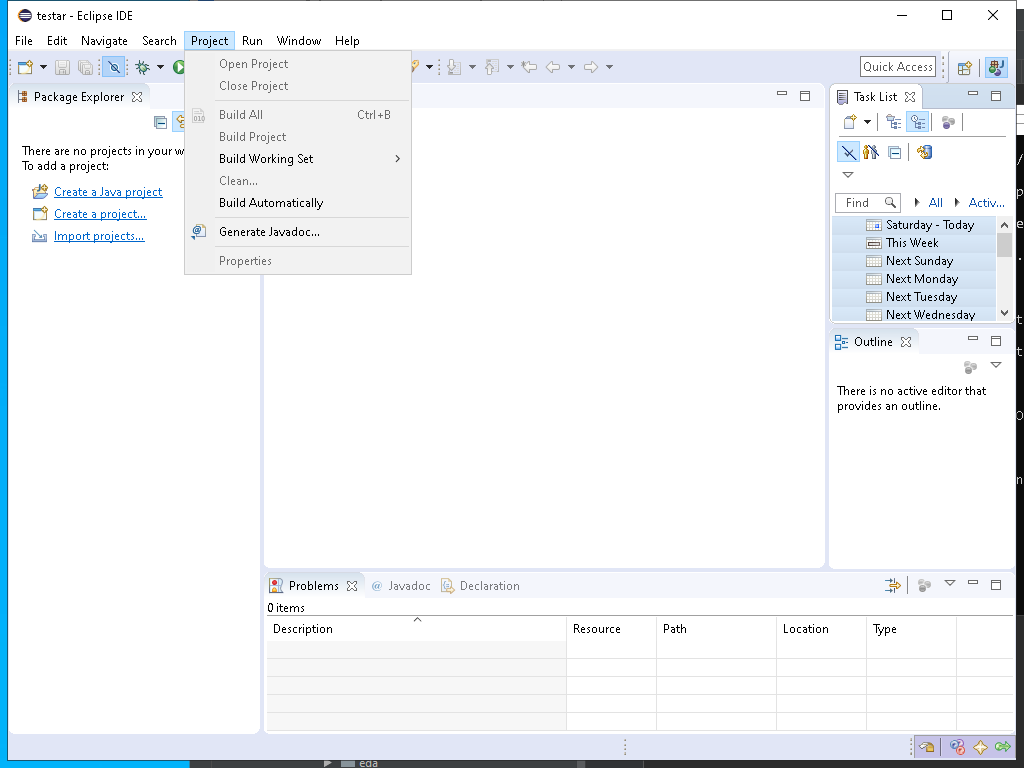 testar - Eclipse IDE
File Edit Navigate Search Project Run Window Help
Quick Access
Open Project
Close Project
Build All Ctrl+B
Build Project
Build Working Set
Clean...
Build Automatically
Generate Javadoc...
Properties
Package Explorer
There are no projects in your w
To add a project:
Create a Java project
Create a project...
Import projects...
Task List
Find All Activ...
Saturday - Today
This Week
Next Sunday
Next Monday
Next Tuesday
Next Wednesday
Outline
There is no active editor that
provides an outline.
Problems Javadoc Declaration
0 items
Description Resource Path Location Type
eda